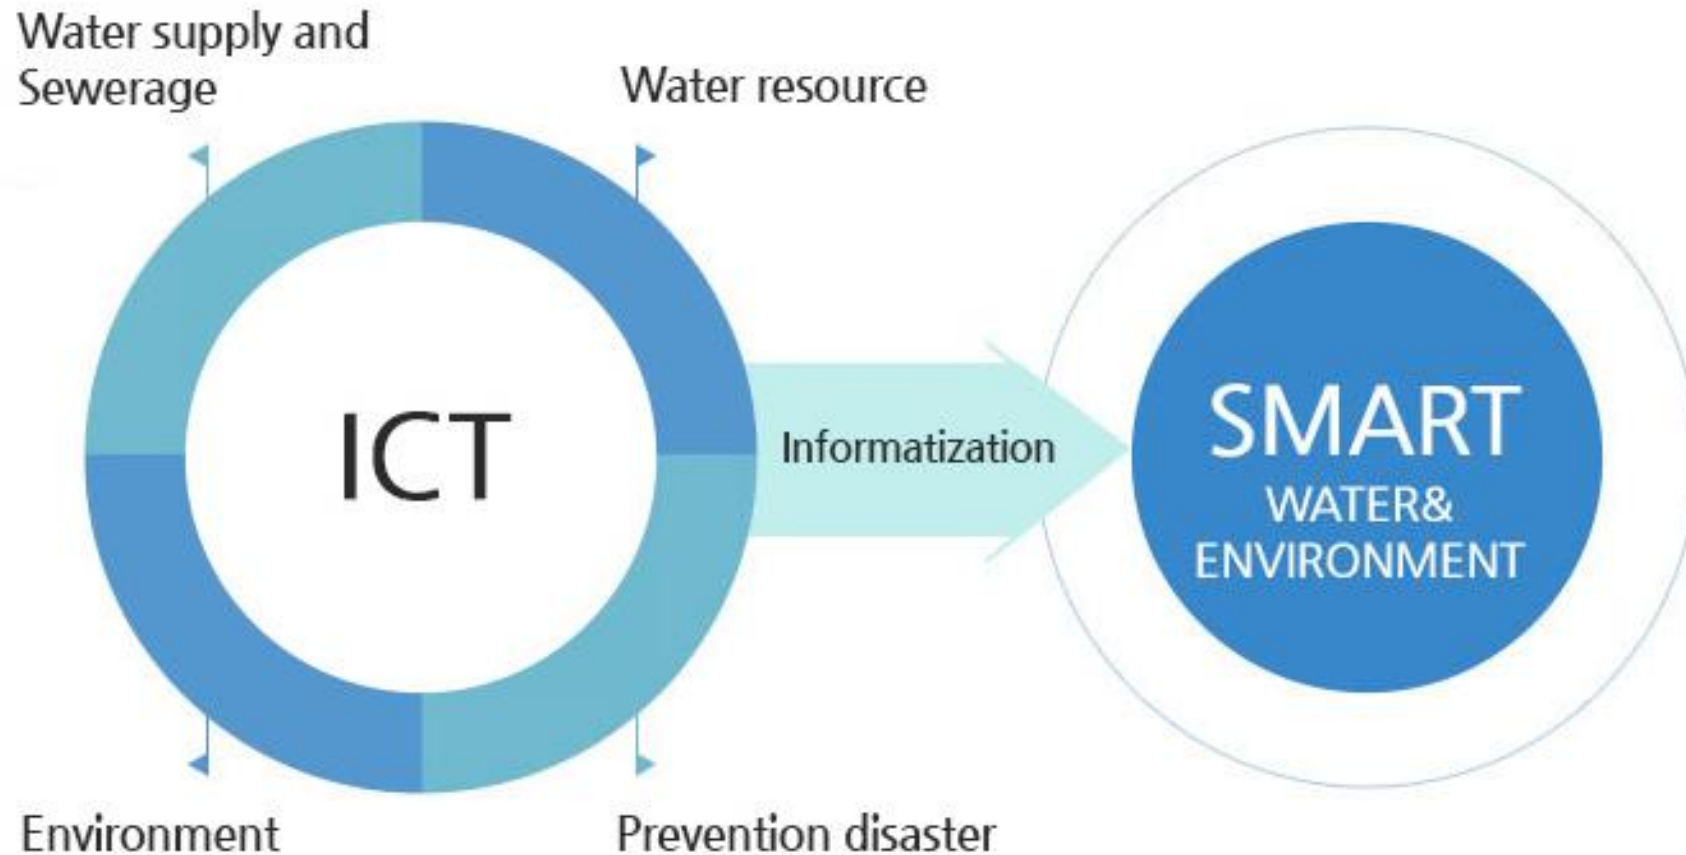 Water supply and
Sewerage
Water resource
ICT
Informatization
SMART
WATER&
ENVIRONMENT
Environment
Prevention disaster